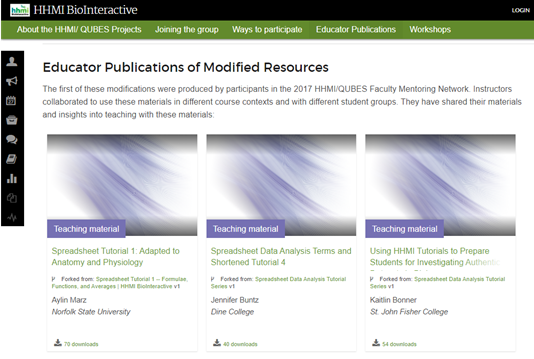 hhmi HHMI BioInteractive LOGIN
About the HHMI/ QUBES Projects Joining the group Ways to participate Educator Publications Workshops
Educator Publications of Modified Resources
The first of these modifications were produced by participants in the 2017 HHMI/QUBES Faculty Mentoring Network. Instructors
collaborated to use these materials in different course contexts and with different student groups. They have shared their materials
and insights into teaching with these materials:
Teaching material
Spreadsheet Tutorial 1: Adapted to
Anatomy and Physiology
Forked from: Spreadsheet Tutorial 1 -- Formulae,
Functions, and Averages | HHMI BioInteractive v1
Aylin Marz
Norfolk State University
78 downloads
Teaching material
Spreadsheet Data Analysis Terms and
Shortened Tutorial 4
Forked from: Spreadsheet Data Analysis Tutorial
Series v1
Jennifer Buntz
Dine College
48 downloads
Teaching material
Using HHMI Tutorials to Prepare
Students for Investigating Authentic
Forked from: Spreadsheet Data Analysis Tutorial
Series v1
Kaitlin Bonner
St. John Fisher College
54 downloads